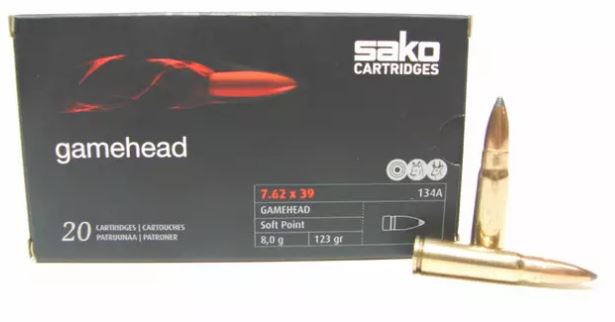 sako
CARTRIDGES
gamehead
7.62 x 39 134A
GAMEHEAD
Soft Point
8,0 g 123 gr
20 CARTRIDGES | CARTOUCHES
PATRUUNAA | PATRONER